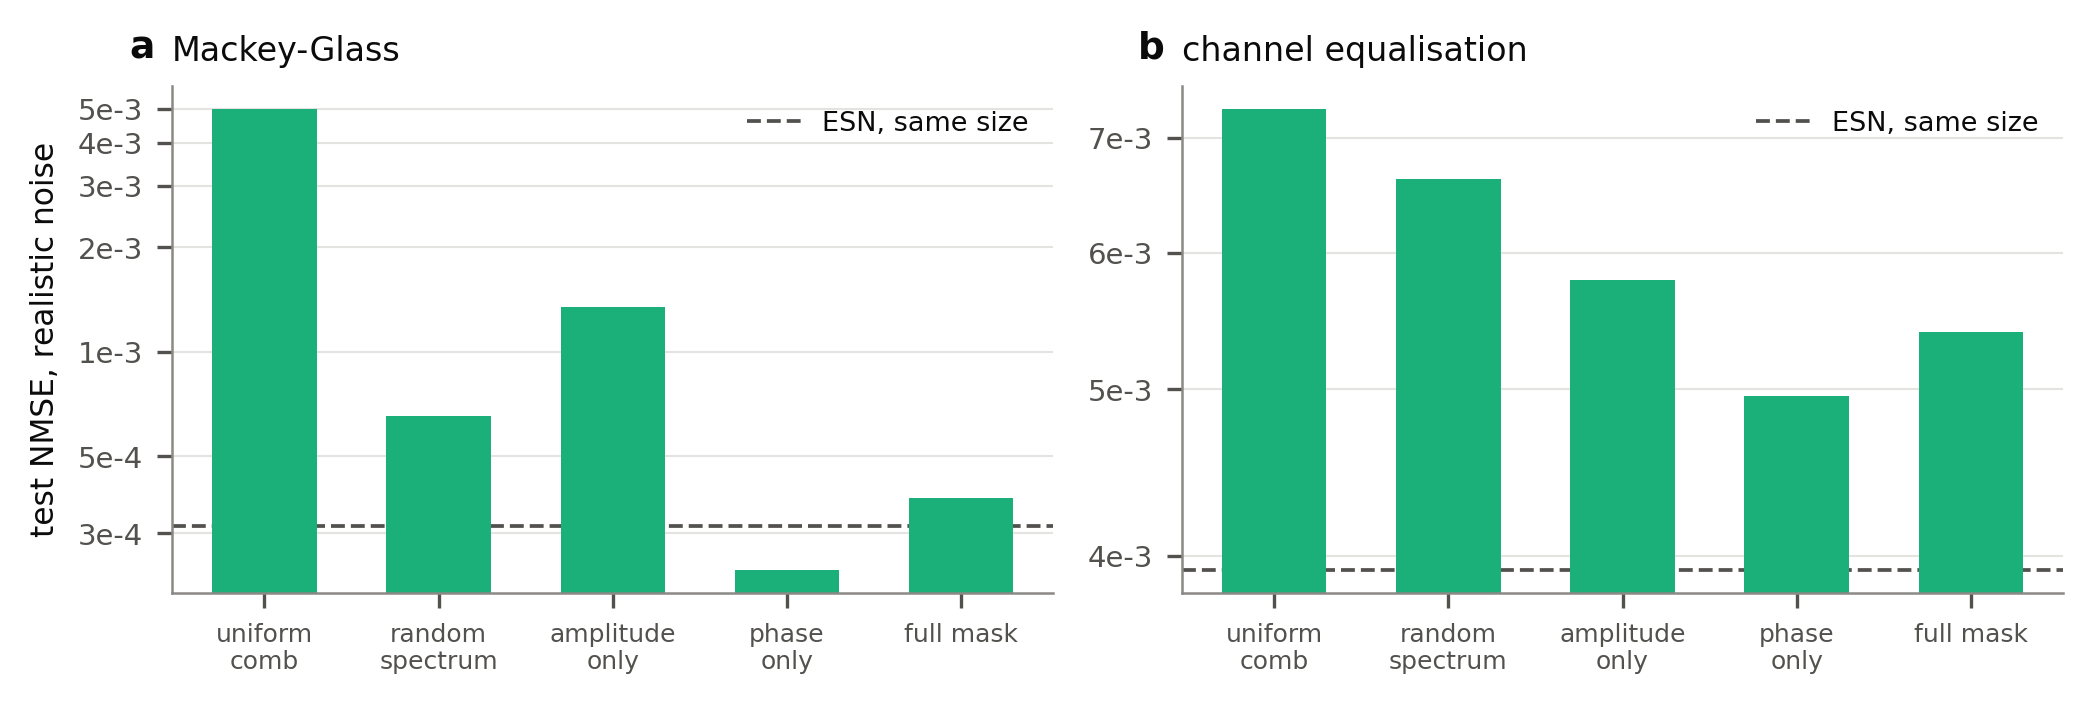 a Mackey-Glass
test NMSE, realistic noise
5e-3
4e-3
3e-3
2e-3
1e-3
5e-4
3e-4
ESN, same size
uniform
comb
random
spectrum
amplitude
only
phase
only
full mask
b channel equalisation
7e-3
6e-3
5e-3
4e-3
ESN, same size
uniform
comb
random
spectrum
amplitude
only
phase
only
full mask